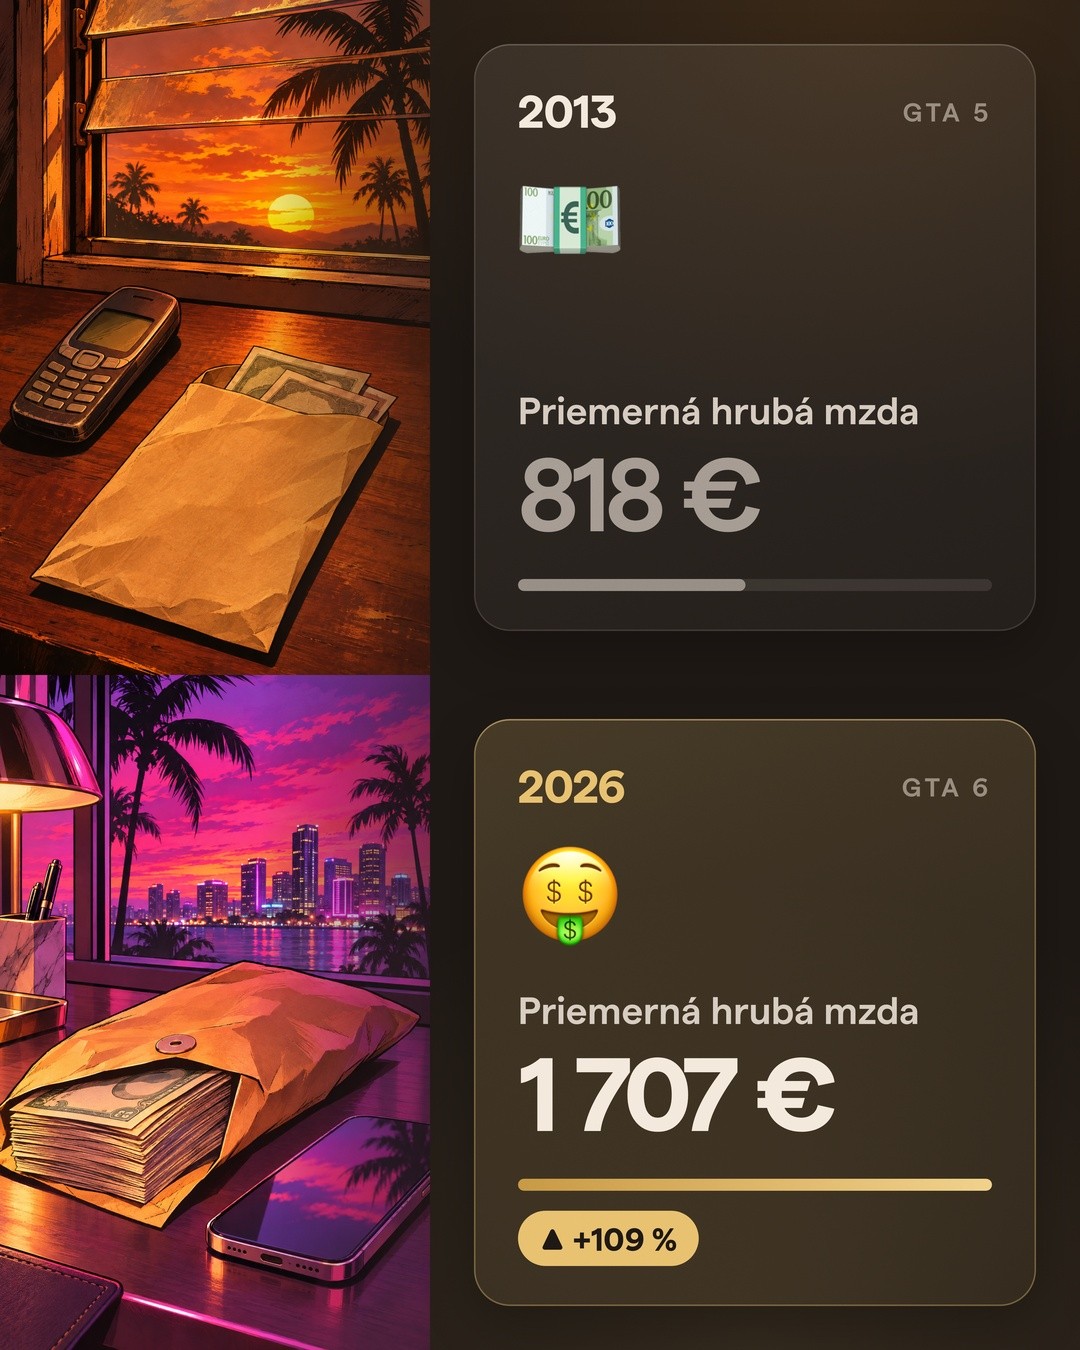 2013
GTA 5
Priemerná hrubá mzda
818 €
2026
GTA 6
Priemerná hrubá mzda
1 707 €
▲ +109 %